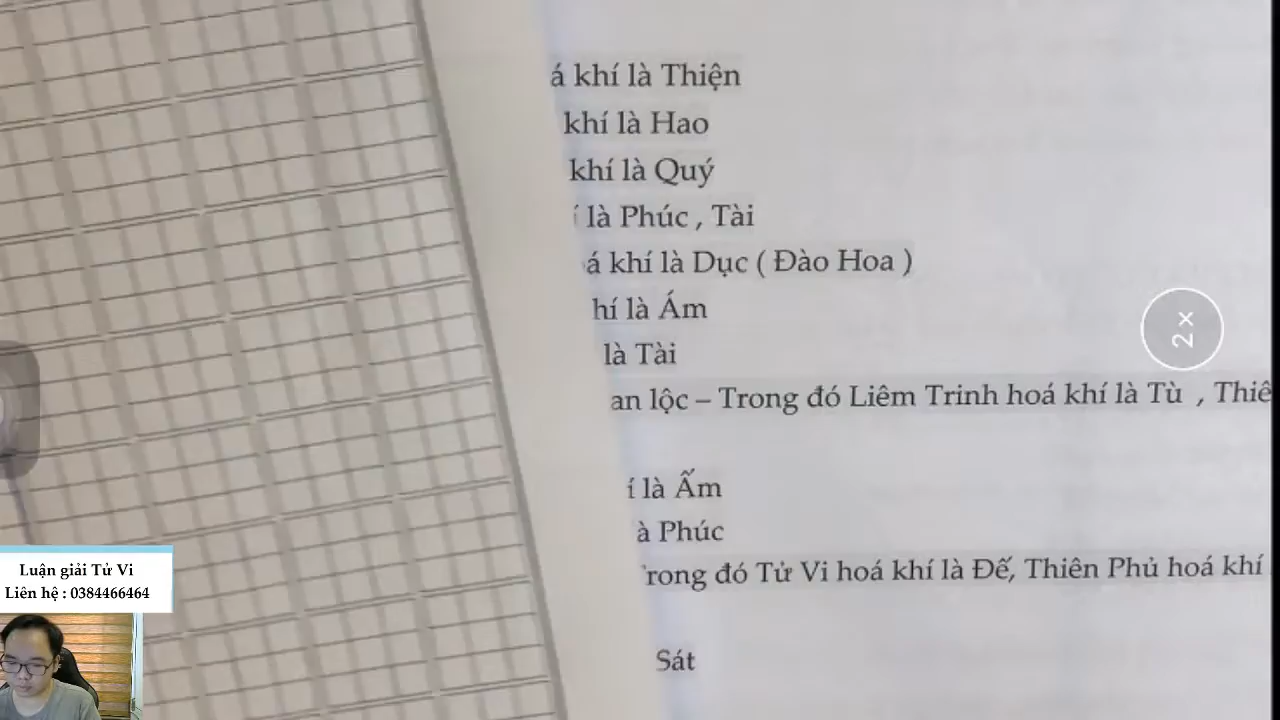 á khí là Thiện
khí là Hao
khí là Quý
í là Phúc , Tài
á khí là Dục ( Đào Hoa )
hí là Ám
là Tài
an lộc – Trong đó Liêm Trinh hoá khí là Tù , Thiê
í là Ấm
à Phúc
rong đó Tử Vi hoá khí là Đế, Thiên Phủ hoá khí
Sát
2×
Luận giải Tử Vi
Liên hệ : 0384466464